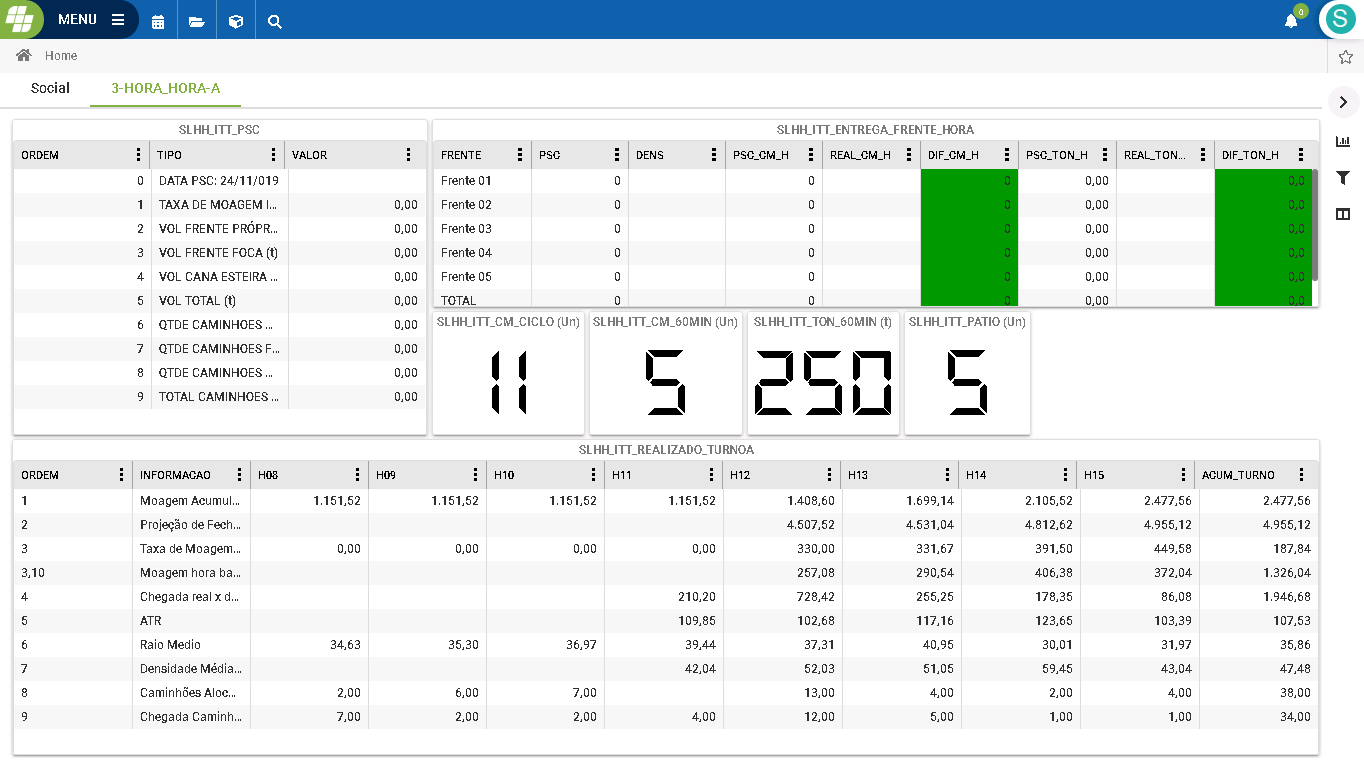 MENU
0
S
Home
Social 3-HORA_HORA-A
SLHH_ITT_PSC
ORDEM TIPO VALOR
0 DATA PSC: 24/11/019
1 TAXA DE MOAGEM I... 0,00
2 VOL FRENTE PRÓPR... 0,00
3 VOL FRENTE FOCA (t) 0,00
4 VOL CANA ESTEIRA ... 0,00
5 VOL TOTAL (t) 0,00
6 QTDE CAMINHOES ... 0,00
7 QTDE CAMINHOES F... 0,00
8 QTDE CAMINHOES ... 0,00
9 TOTAL CAMINHOES ... 0,00
SLHH_ITT_ENTREGA_FRENTE_HORA
FRENTE PSC DENS PSC_CM_H REAL_CM_H DIF_CM_H PSC_TON_H REAL_TON... DIF_TON_H
Frente 01 0 0 0 0,00 0,0
Frente 02 0 0 0 0,00 0,0
Frente 03 0 0 0 0,00 0,0
Frente 04 0 0 0 0,00 0,0
Frente 05 0 0 0 0,00 0,0
TOTAL 0 0 0 0,00 0,0
SLHH_ITT_CM_CICLO (Un) SLHH_ITT_CM_60MIN (Un) SLHH_ITT_TON_60MIN (t) SLHH_ITT_PATIO (Un)
11 5 250 5
SLHH_ITT_REALIZADO_TURNOA
ORDEM INFORMACAO H08 H09 H10 H11 H12 H13 H14 H15 ACUM_TURNO
1 Moagem Acumul... 1.151,52 1.151,52 1.151,52 1.151,52 1.408,60 1.699,14 2.105,52 2.477,56 2.477,56
2 Projeção de Fech... 4.507,52 4.531,04 4.812,62 4.955,12 4.955,12
3 Taxa de Moagem... 0,00 0,00 0,00 0,00 330,00 331,67 391,50 449,58 187,84
3,10 Moagem hora ba... 257,08 290,54 406,38 372,04 1.326,04
4 Chegada real x d... 210,20 728,42 255,25 178,35 86,08 1.946,68
5 ATR 109,85 102,68 117,16 123,65 103,39 107,53
6 Raio Medio 34,63 35,30 36,97 39,44 37,31 40,95 30,01 31,97 35,86
7 Densidade Média... 42,04 52,03 51,05 59,45 43,04 47,48
8 Caminhões Aloc... 2,00 6,00 7,00 13,00 4,00 2,00 4,00 38,00
9 Chegada Caminh... 7,00 2,00 2,00 4,00 12,00 5,00 1,00 1,00 34,00